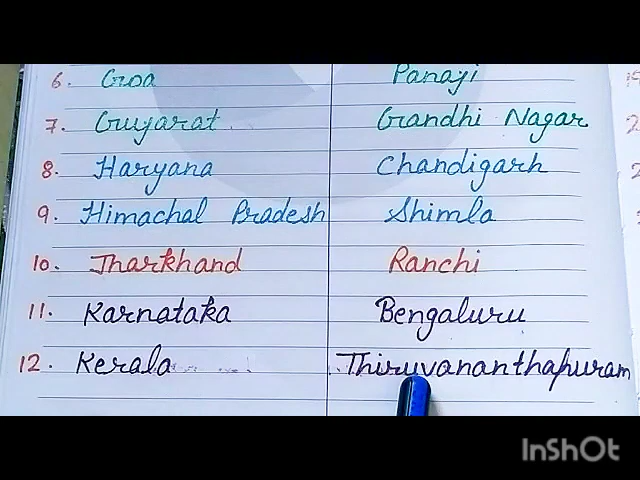 6. Goa Panaji
7. Gujarat Gandhi Nagar
8. Haryana Chandigarh
9. Himachal Pradesh Shimla
10. Jharkhand Ranchi
11. Karnataka Bengaluru
12. Kerala Thiruvananthapuram
InShOt